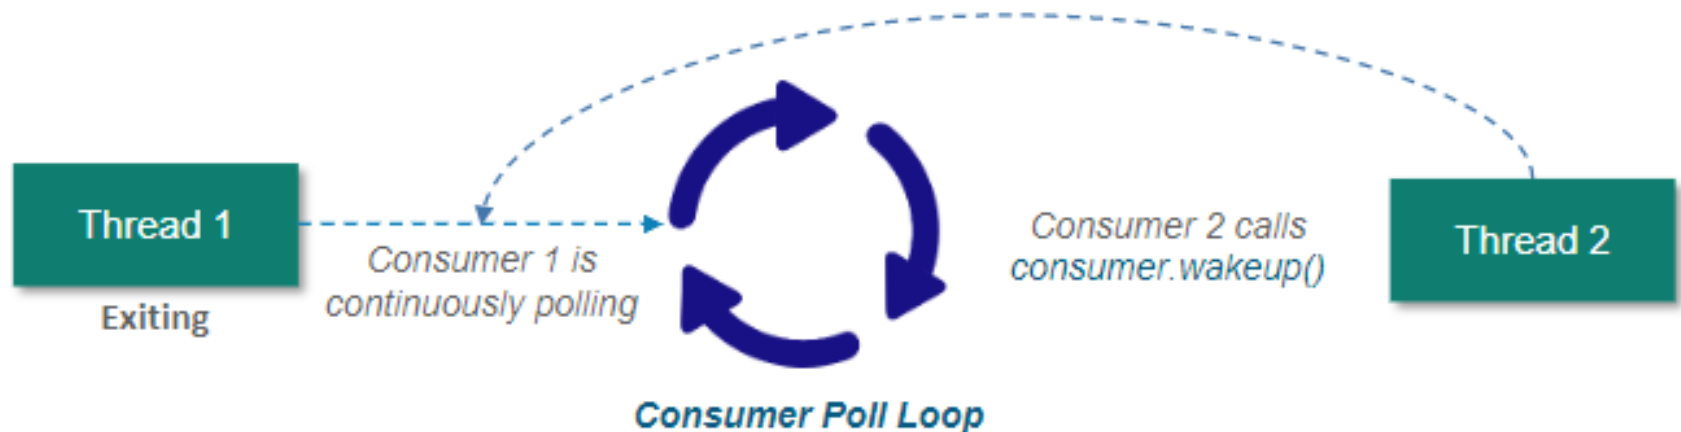 Thread 1
Exiting
Consumer 1 is
continuously polling
Consumer Poll Loop
Consumer 2 calls
consumer.wakeup()
Thread 2